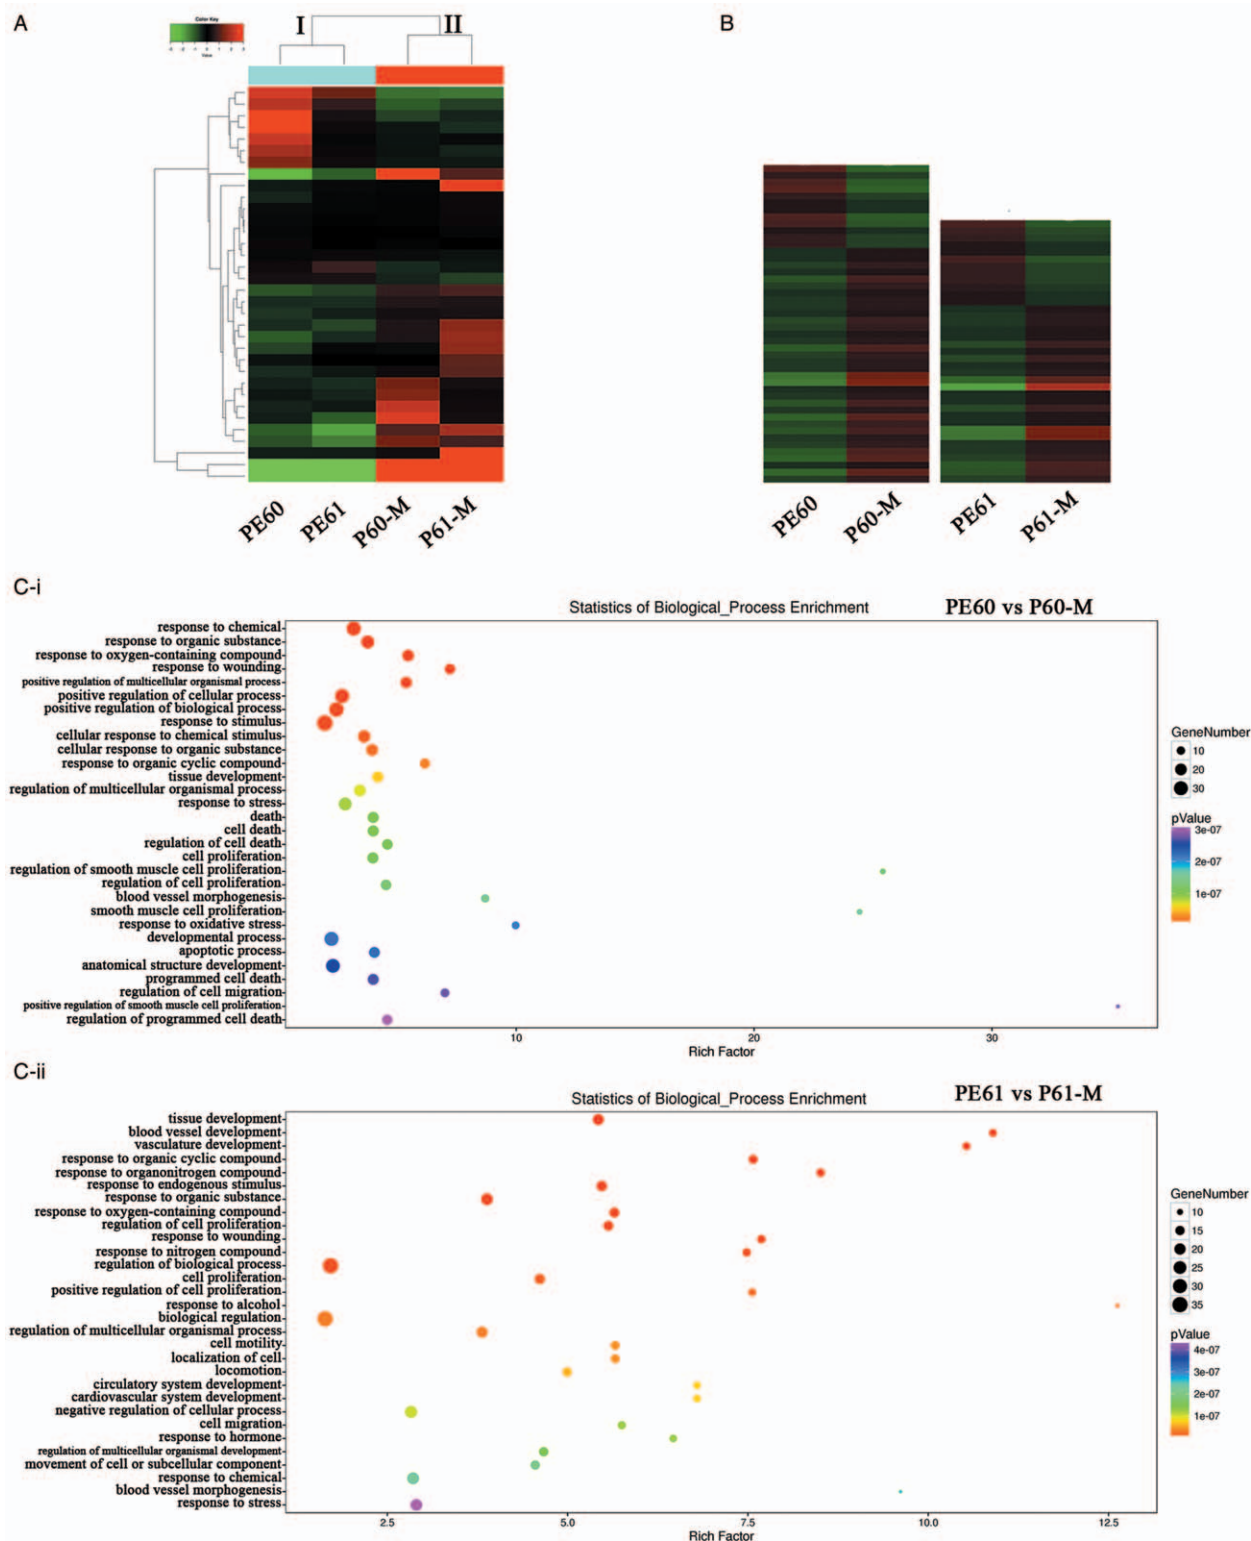 A
Color Key
-3 -2 -1 0 1 2 3
Value
I
II
B
PE60
PE61
P60-M
P61-M
PE60
P60-M
PE61
P61-M
C-i
Statistics of Biological_Process Enrichment
PE60 vs P60-M
response to chemical
response to organic substance
response to oxygen-containing compound
response to wounding
positive regulation of multicellular organismal process
positive regulation of cellular process
positive regulation of biological process
response to stimulus
cellular response to chemical stimulus
cellular response to organic substance
response to organic cyclic compound
tissue development
regulation of multicellular organismal process
response to stress
death
cell death
regulation of cell death
cell proliferation
regulation of smooth muscle cell proliferation
regulation of cell proliferation
blood vessel morphogenesis
smooth muscle cell proliferation
response to oxidative stress
developmental process
apoptotic process
anatomical structure development
programmed cell death
regulation of cell migration
positive regulation of smooth muscle cell proliferation
regulation of programmed cell death
GeneNumber
10
20
30
pValue
3e-07
2e-07
1e-07
10 20 30
Rich Factor
C-ii
Statistics of Biological_Process Enrichment
PE61 vs P61-M
tissue development
blood vessel development
vasculature development
response to organic cyclic compound
response to organonitrogen compound
response to endogenous stimulus
response to organic substance
response to oxygen-containing compound
regulation of cell proliferation
response to wounding
response to nitrogen compound
regulation of biological process
cell proliferation
positive regulation of cell proliferation
response to alcohol
biological regulation
regulation of multicellular organismal process
cell motility
localization of cell
locomotion
circulatory system development
cardiovascular system development
negative regulation of cellular process
cell migration
response to hormone
regulation of multicellular organismal development
movement of cell or subcellular component
response to chemical
blood vessel morphogenesis
response to stress
GeneNumber
10
15
20
25
30
35
pValue
4e-07
3e-07
2e-07
1e-07
2.5 5.0 7.5 10.0 12.5
Rich Factor